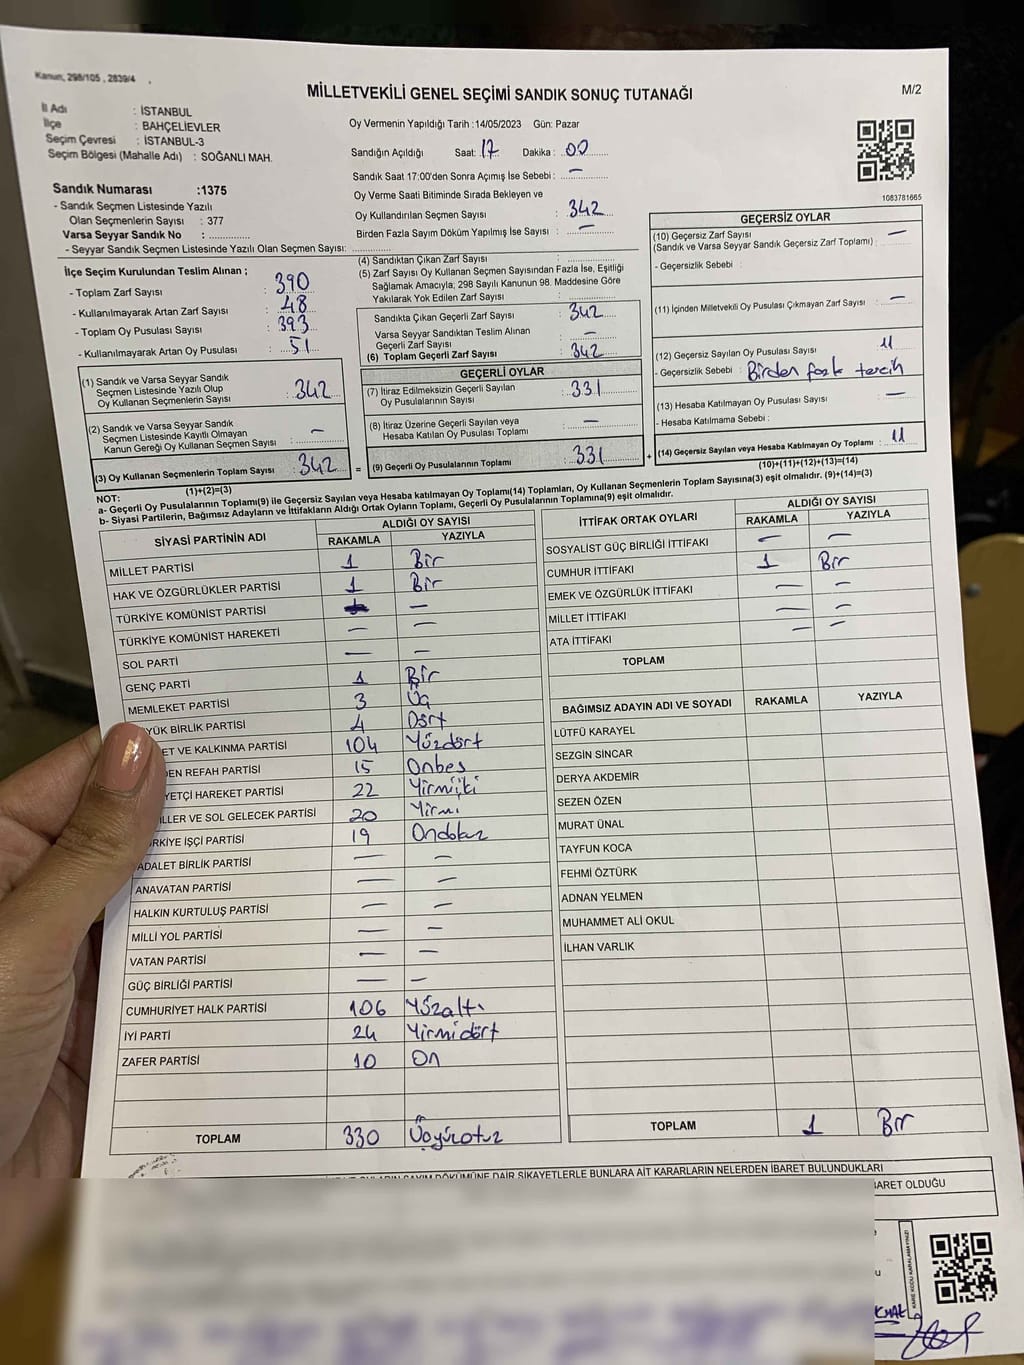 Kanun, 298/105 , 2839/4
MİLLETVEKİLİ GENEL SEÇİMİ SANDIK SONUÇ TUTANAĞI
M/2
İl Adı : İSTANBUL
İlçe : BAHÇELİEVLER
Seçim Çevresi : İSTANBUL-3
Seçim Bölgesi (Mahalle Adı) : SOĞANLI MAH.
Oy Vermenin Yapıldığı Tarih :14/05/2023 Gün: Pazar
Sandığın Açıldığı Saat: 17 Dakika : 00
Sandık Saat 17:00'den Sonra Açımış İse Sebebi : —
Oy Verme Saati Bitiminde Sırada Bekleyen ve
Oy Kullandırılan Seçmen Sayısı : 342
Birden Fazla Sayım Döküm Yapılmış İse Sayısı : —
1083781665
Sandık Numarası :1375
- Sandık Seçmen Listesinde Yazılı
Olan Seçmenlerin Sayısı : 377
Varsa Seyyar Sandık No :
- Seyyar Sandık Seçmen Listesinde Yazılı Olan Seçmen Sayısı:
İlçe Seçim Kurulundan Teslim Alınan ;
- Toplam Zarf Sayısı : 390
- Kullanılmayarak Artan Zarf Sayısı : 48
- Toplam Oy Pusulası Sayısı : 393
- Kullanılmayarak Artan Oy Pusulası : 51
(1) Sandık ve Varsa Seyyar Sandık
Seçmen Listesinde Yazılı Olup
Oy Kullanan Seçmenlerin Sayısı : 342
(2) Sandık ve Varsa Seyyar Sandık
Seçmen Listesinde Kayıtlı Olmayan
Kanun Gereği Oy Kullanan Seçmen Sayısı : —
(3) Oy Kullanan Seçmenlerin Toplam Sayısı : 342
(1)+(2)=(3)
(4) Sandıktan Çıkan Zarf Sayısı :
(5) Zarf Sayısı Oy Kullanan Seçmen Sayısından Fazla İse, Eşitliği
Sağlamak Amacıyla, 298 Sayılı Kanunun 98. Maddesine Göre
Yakılarak Yok Edilen Zarf Sayısı :
Sandıkta Çıkan Geçerli Zarf Sayısı : 342
Varsa Seyyar Sandıktan Teslim Alınan
Geçerli Zarf Sayısı : —
(6) Toplam Geçerli Zarf Sayısı : 342
GEÇERLİ OYLAR
(7) İtiraz Edilmeksizin Geçerli Sayılan
Oy Pusulalarının Sayısı : 331
(8) İtiraz Üzerine Geçerli Sayılan veya
Hesaba Katılan Oy Pusulası Toplamı :
= (9) Geçerli Oy Pusulalarının Toplamı : 331
GEÇERSİZ OYLAR
(10) Geçersiz Zarf Sayısı —
(Sandık ve Varsa Seyyar Sandık Geçersiz Zarf Toplamı) :
- Geçersizlik Sebebi :
(11) İçinden Milletvekili Oy Pusulası Çıkmayan Zarf Sayısı : —
(12) Geçersiz Sayılan Oy Pusulası Sayısı : 11
- Geçersizlik Sebebi : Birden fazla tercih
(13) Hesaba Katılmayan Oy Pusulası Sayısı : —
- Hesaba Katılmama Sebebi :
+ (14) Geçersiz Sayılan veya Hesaba Katılmayan Oy Toplamı : 11
(10)+(11)+(12)+(13)=(14)
NOT:
a- Geçerli Oy Pusulalarının Toplamı(9) ile Geçersiz Sayılan veya Hesaba katılmayan Oy Toplamı(14) Toplamları, Oy Kullanan Seçmenlerin Toplam Sayısına(3) eşit olmalıdır. (9)+(14)=(3)
b- Siyasi Partilerin, Bağımsız Adayların ve İttifakların Aldığı Ortak Oyların Toplamı, Geçerli Oy Pusulalarının Toplamına(9) eşit olmalıdır.
SİYASİ PARTİNİN ADI
ALDIĞI OY SAYISI
RAKAMLA YAZIYLA
MİLLET PARTİSİ 1 Bir
HAK VE ÖZGÜRLÜKLER PARTİSİ 1 Bir
TÜRKİYE KOMÜNİST PARTİSİ —
TÜRKİYE KOMÜNİST HAREKETİ — —
SOL PARTİ — —
GENÇ PARTİ 1 Bir
MEMLEKET PARTİSİ 3 Üç
YÜK BİRLİK PARTİSİ 4 Dört
ET VE KALKINMA PARTİSİ 104 Yüzdört
DEN REFAH PARTİSİ 15 Onbeş
YETÇİ HAREKET PARTİSİ 22 Yirmiiki
İLLER VE SOL GELECEK PARTİSİ 20 Yirmi
RKİYE İŞÇİ PARTİSİ 19 Ondokuz
ADALET BİRLİK PARTİSİ — —
ANAVATAN PARTİSİ — —
HALKIN KURTULUŞ PARTİSİ — —
MİLLİ YOL PARTİSİ — —
VATAN PARTİSİ — —
GÜÇ BİRLİĞİ PARTİSİ — —
CUMHURİYET HALK PARTİSİ 106 Yüzaltı
İYİ PARTİ 24 Yirmidört
ZAFER PARTİSİ 10 On
TOPLAM 330 Üçyüzotuz
İTTİFAK ORTAK OYLARI
ALDIĞI OY SAYISI
RAKAMLA YAZIYLA
SOSYALİST GÜÇ BİRLİĞİ İTTİFAKI — —
CUMHUR İTTİFAKI 1 Bir
EMEK VE ÖZGÜRLÜK İTTİFAKI — —
MİLLET İTTİFAKI — —
ATA İTTİFAKI — —
TOPLAM
BAĞIMSIZ ADAYIN ADI VE SOYADI RAKAMLA YAZIYLA
LÜTFÜ KARAYEL
SEZGİN SINCAR
DERYA AKDEMİR
SEZEN ÖZEN
MURAT ÜNAL
TAYFUN KOCA
FEHMİ ÖZTÜRK
ADNAN YELMEN
MUHAMMET ALİ OKUL
İLHAN VARLIK
TOPLAM 1 Bir
SAYIM DÖKÜMÜNE DAİR ŞİKAYETLERLE BUNLARA AİT KARARLARIN NELERDEN İBARET BULUNDUKLARI
BARET OLDUĞU
KARE KODU KARALAMAYINIZ!